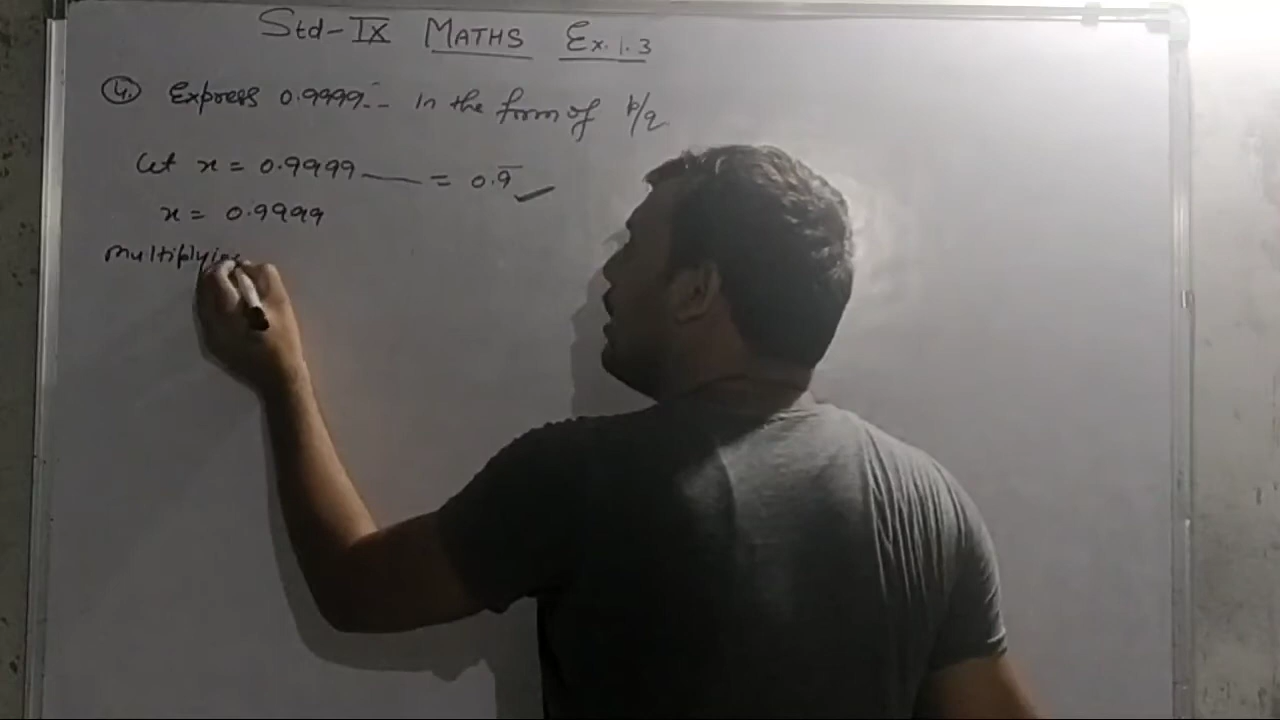 Std-IX MATHS Ex. 1.3
4. Express 0.9999... in the form of p/q.
Let x = 0.9999 ___ = 0.9̅ ✓
x = 0.9999
Multiplying